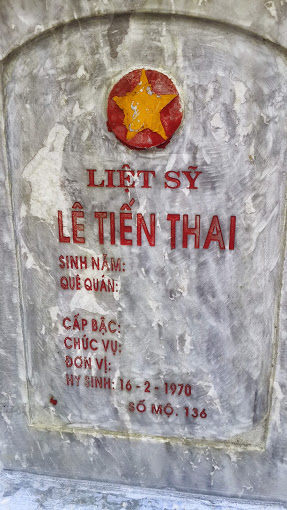 LIỆT SỸ
LÊ TIẾN THAI
SINH NĂM:
QUÊ QUÁN:
CẤP BẬC:
CHỨC VỤ:
ĐƠN VỊ:
HY SINH: 16-2-1970
SỐ MỘ. 136